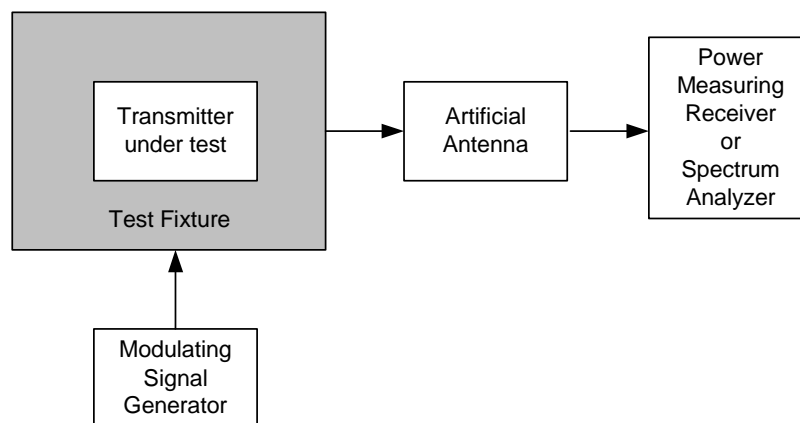 Transmitter
under test
Test Fixture
Artificial
Antenna
Power
Measuring
Receiver
or
Spectrum
Analyzer
Modulating
Signal
Generator